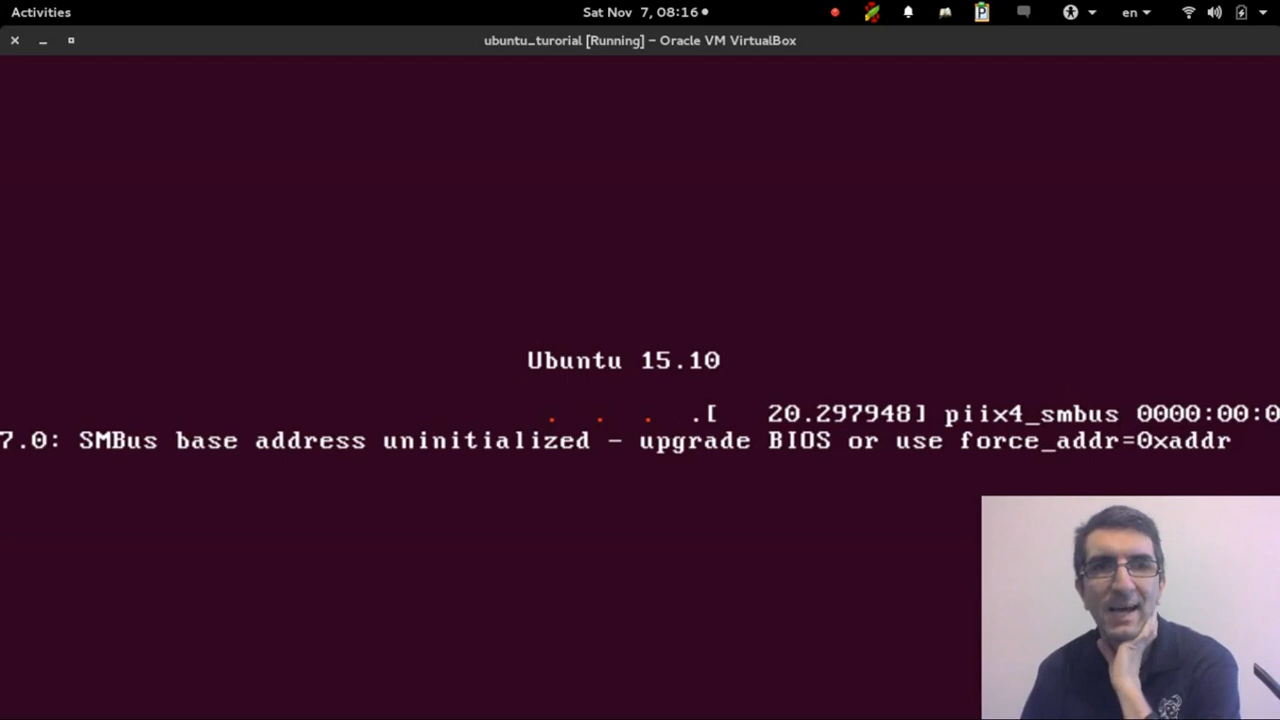 Activities
Sat Nov 7, 08:16
en
ubuntu_turorial [Running] – Oracle VM VirtualBox
Ubuntu 15.10
. . . .[ 20.297948] piix4_smbus 0000:00:0
7.0: SMBus base address uninitialized - upgrade BIOS or use force_addr=0xaddr